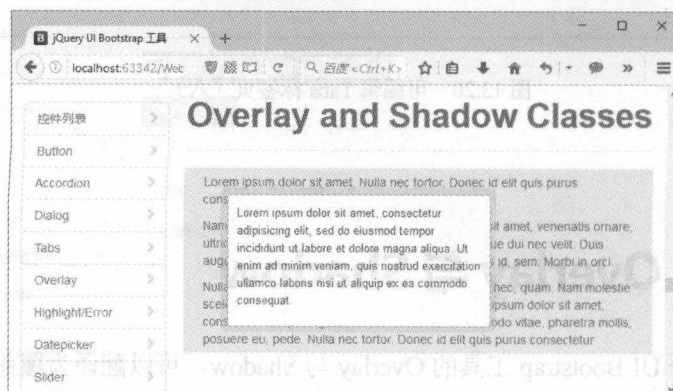 jQuery UI Bootstrap 工具
localhost:63342/Wet
百度 <Ctrl+K>
控件列表
Button
Accordion
Dialog
Tabs
Overlay
Highlight/Error
Datepicker
Slider
Overlay and Shadow Classes
Lorem ipsum dolor sit amet, Nulla nec tortor. Donec id elit quis purus
cons
Nam
sit amet, venenatis ornare,
ultric
ue dui nec velit. Duis
augu
s id, sem. Morbi in orci.
Nulla
nec, quam. Nam molestie
scele
ipsum dolor sit amet,
cons
odo vitae, pharetra mollis,
posuere eu, pede. Nulla nec tortor. Donec id elit quis purus consectetur
Lorem ipsum dolor sit amet, consectetur
adipisicing elit, sed do eiusmod tempor
incididunt ut labore et dolore magna aliqua. Ut
enim ad minim veniam, quis nostrud exercitation
ullamco laboris nisi ut aliquip ex ea commodo
consequat.